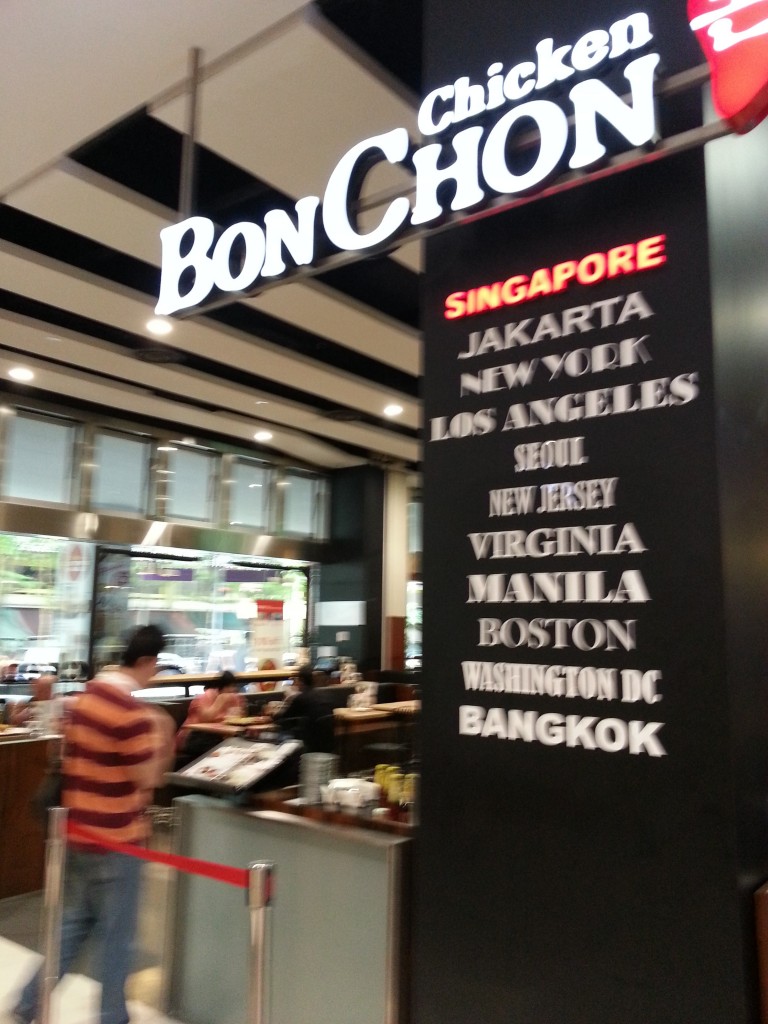 Chicken
BONCHON
SINGAPORE
JAKARTA
NEW YORK
LOS ANGELES
SEOUL
NEW JERSEY
VIRGINIA
MANILA
BOSTON
WASHINGTON DC
BANGKOK